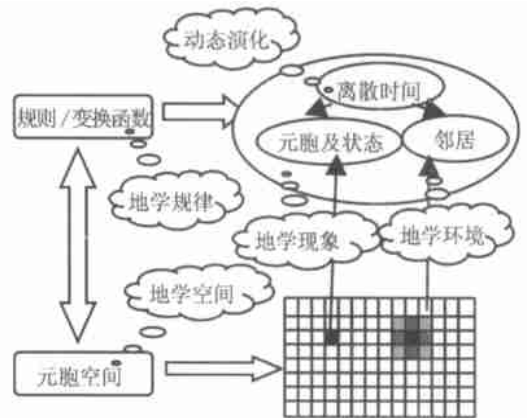 动态演化
离散时间
规则/变换函数
元胞及状态
邻居
地学规律
地学现象
地学环境
地学空间
元胞空间